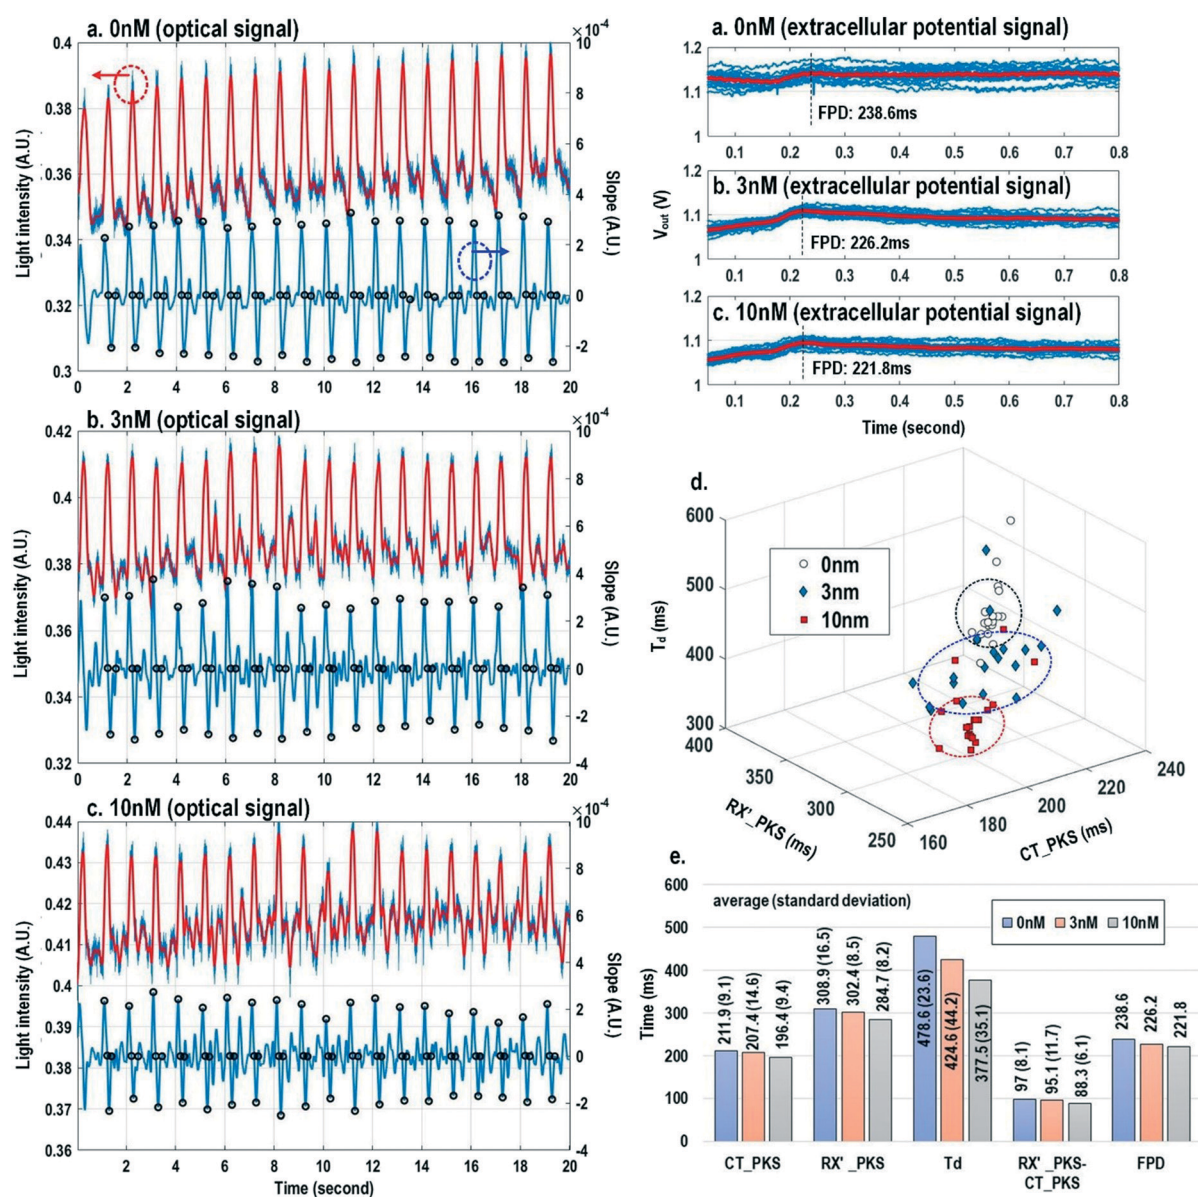 a. 0nM (optical signal)
×10⁻⁴
0.4
0.38
0.36
0.34
0.32
0.3
Light intensity (A.U.)
10
8
6
4
2
0
-2
Slope (A.U.)
2 4 6 8 10 12 14 16 18 20
b. 3nM (optical signal)
×10⁻⁴
0.42
0.4
0.38
0.36
0.34
0.32
Light intensity (A.U.)
10
8
6
4
2
0
-2
-4
Slope (A.U.)
2 4 6 8 10 12 14 16 18 20
c. 10nM (optical signal)
×10⁻⁴
0.44
0.43
0.42
0.41
0.4
0.39
0.38
0.37
0.36
Light intensity (A.U.)
10
8
6
4
2
0
-2
-4
Slope (A.U.)
2 4 6 8 10 12 14 16 18 20
Time (second)
a. 0nM (extracellular potential signal)
1.2
1.1
1
FPD: 238.6ms
0.1 0.2 0.3 0.4 0.5 0.6 0.7 0.8
b. 3nM (extracellular potential signal)
1.2
1.1
1
Vout (V)
FPD: 226.2ms
0.1 0.2 0.3 0.4 0.5 0.6 0.7 0.8
c. 10nM (extracellular potential signal)
1.2
1.1
1
FPD: 221.8ms
0.1 0.2 0.3 0.4 0.5 0.6 0.7 0.8
Time (second)
d.
600
500
400
300
Td (ms)
0nm
3nm
10nm
400
350
300
250
RX'_PKS (ms)
160
180
200
220
240
CT_PKS (ms)
e.
600
500
400
300
200
100
0
Time (ms)
average (standard deviation)
0nM 3nM 10nM
211.9 (9.1)
207.4 (14.6)
196.4 (9.4)
308.9 (16.5)
302.4 (8.5)
284.7 (8.2)
478.6 (23.6)
424.6 (44.2)
377.5 (35.1)
97 (8.1)
95.1 (11.7)
88.3 (6.1)
238.6
226.2
221.8
CT_PKS
RX' _PKS
Td
RX' _PKS-
CT_PKS
FPD